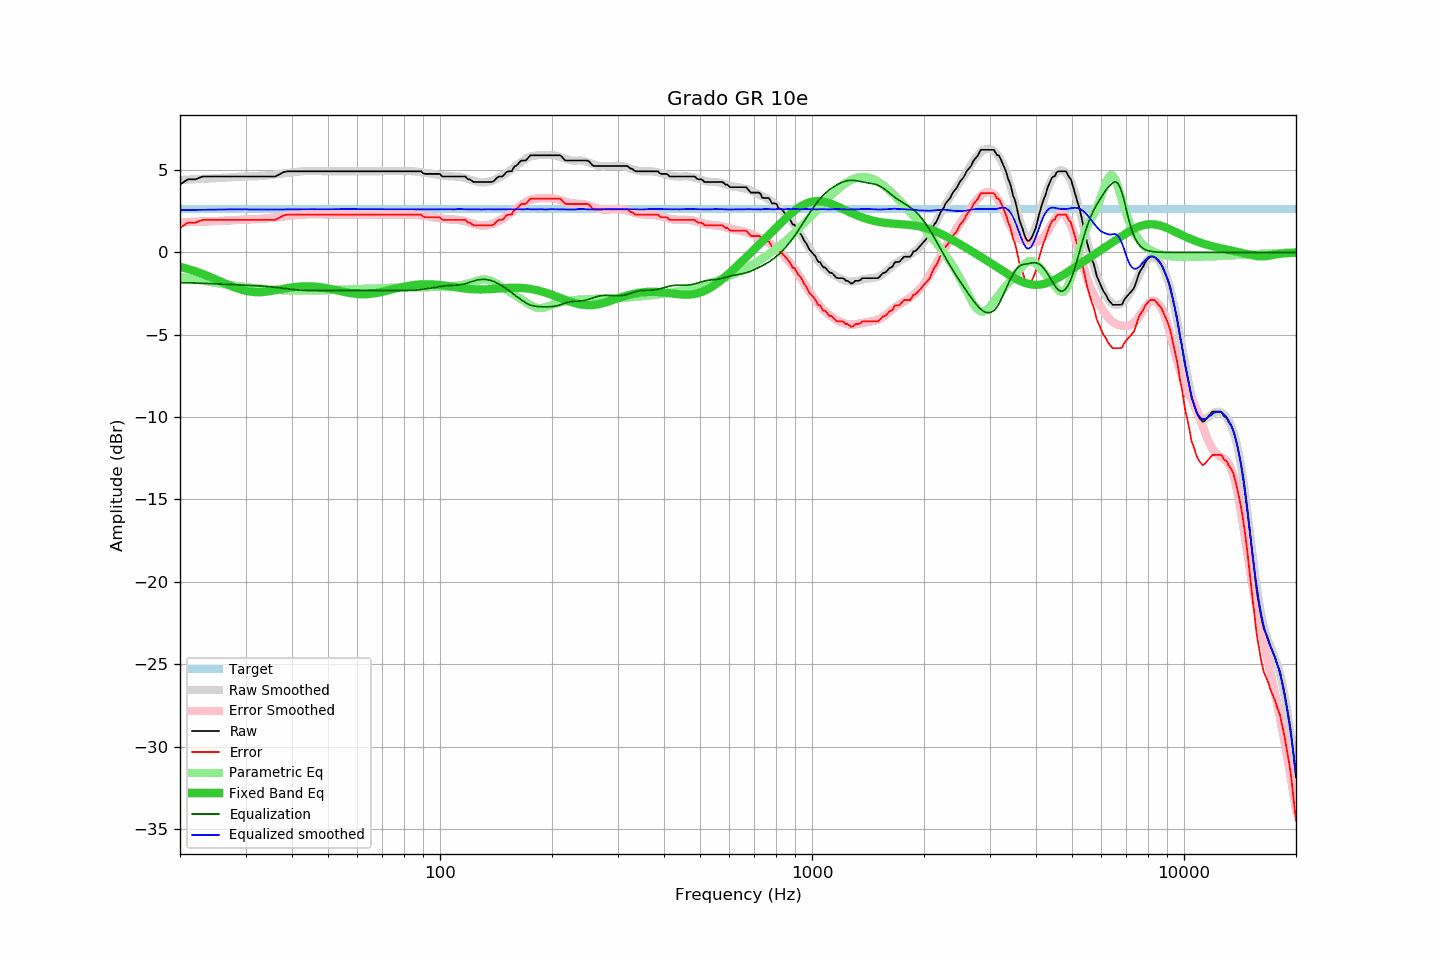 Grado GR 10e
5
0
−5
−10
−15
−20
−25
−30
−35
Amplitude (dBr)
Target
Raw Smoothed
Error Smoothed
Raw
Error
Parametric Eq
Fixed Band Eq
Equalization
Equalized smoothed
100
1000
10000
Frequency (Hz)